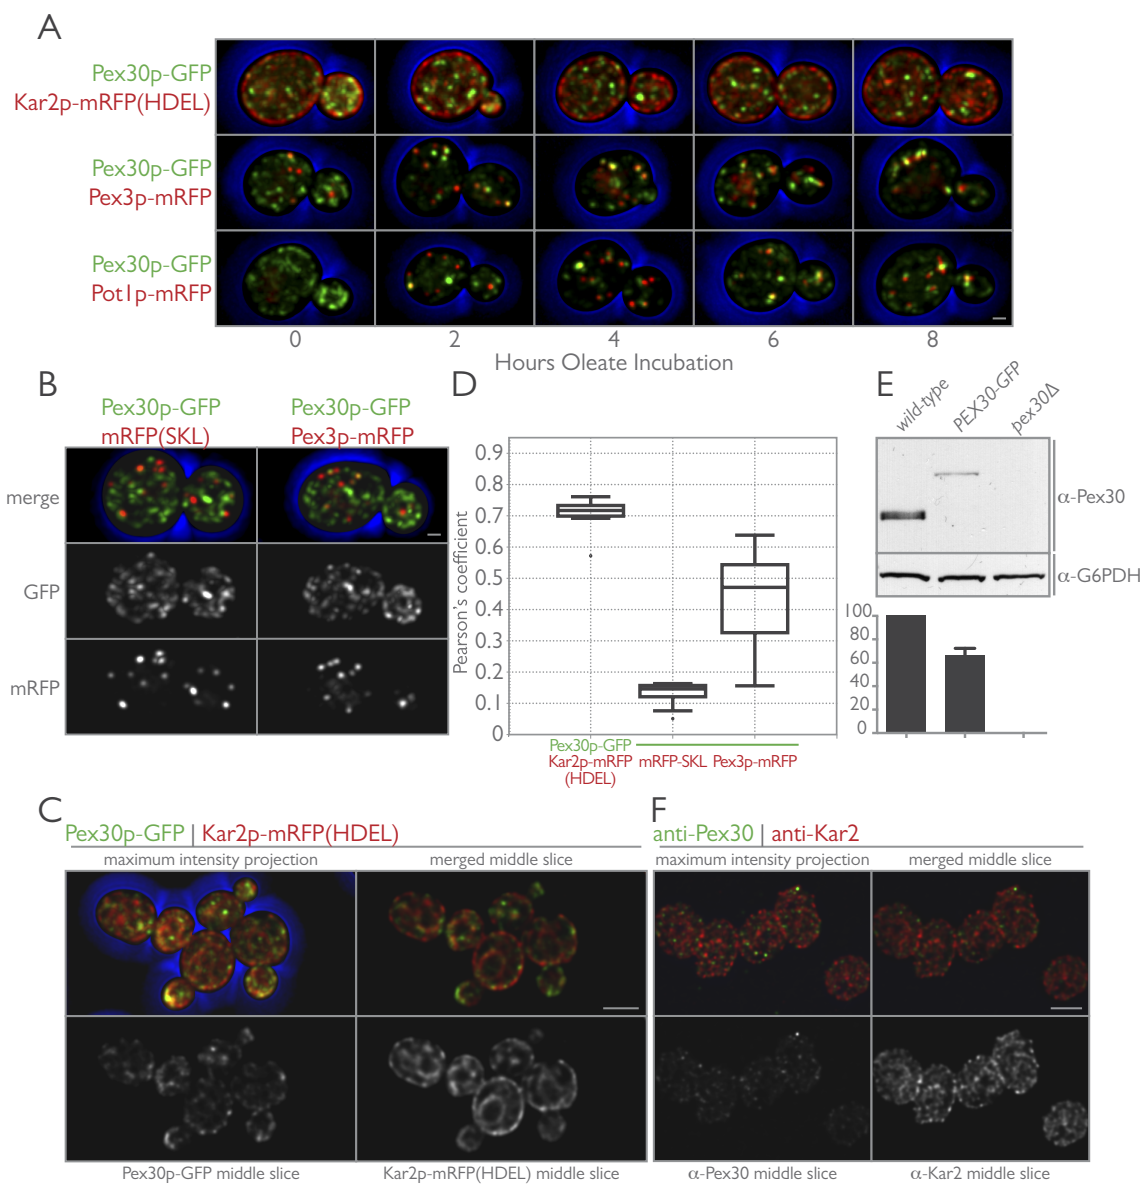 A
Pex30p-GFP
Kar2p-mRFP(HDEL)
Pex30p-GFP
Pex3p-mRFP
Pex30p-GFP
Pot1p-mRFP
0 2 4 6 8
Hours Oleate Incubation
B
Pex30p-GFP Pex30p-GFP
mRFP(SKL) Pex3p-mRFP
merge
GFP
mRFP
D
Pearson's coefficient
0.9
0.8
0.7
0.6
0.5
0.4
0.3
0.2
0.1
0
Pex30p-GFP
Kar2p-mRFP mRFP-SKL Pex3p-mRFP
(HDEL)
E
wild-type PEX30-GFP pex30Δ
α-Pex30
α-G6PDH
100
80
60
40
20
0
C
Pex30p-GFP | Kar2p-mRFP(HDEL)
maximum intensity projection merged middle slice
Pex30p-GFP middle slice Kar2p-mRFP(HDEL) middle slice
F
anti-Pex30 | anti-Kar2
maximum intensity projection merged middle slice
α-Pex30 middle slice α-Kar2 middle slice